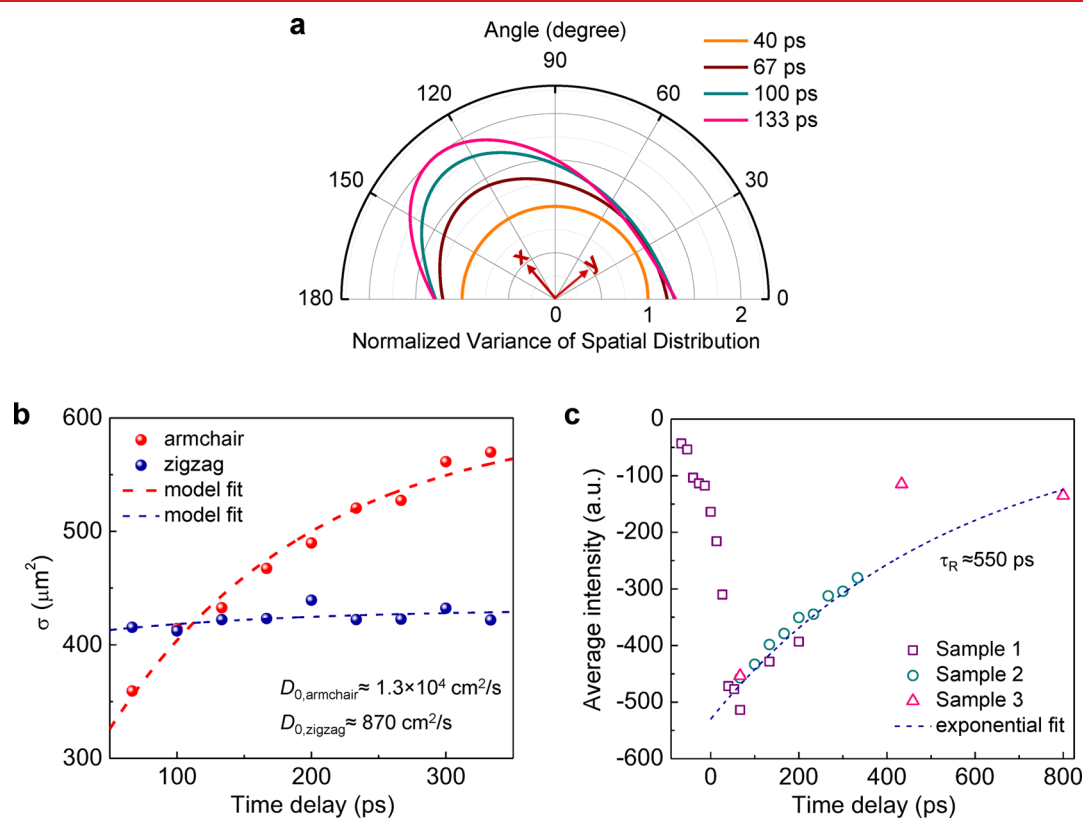 a
Angle (degree)
90
120
60
150
30
180
0
x
y
0
1
2
Normalized Variance of Spatial Distribution
40 ps
67 ps
100 ps
133 ps
b
600
500
400
300
σ (μm²)
armchair
zigzag
model fit
model fit
D₀,armchair≈ 1.3×10⁴ cm²/s
D₀,zigzag≈ 870 cm²/s
100
200
300
Time delay (ps)
c
0
-100
-200
-300
-400
-500
-600
Average intensity (a.u.)
τR ≈550 ps
Sample 1
Sample 2
Sample 3
exponential fit
0
200
400
600
800
Time delay (ps)